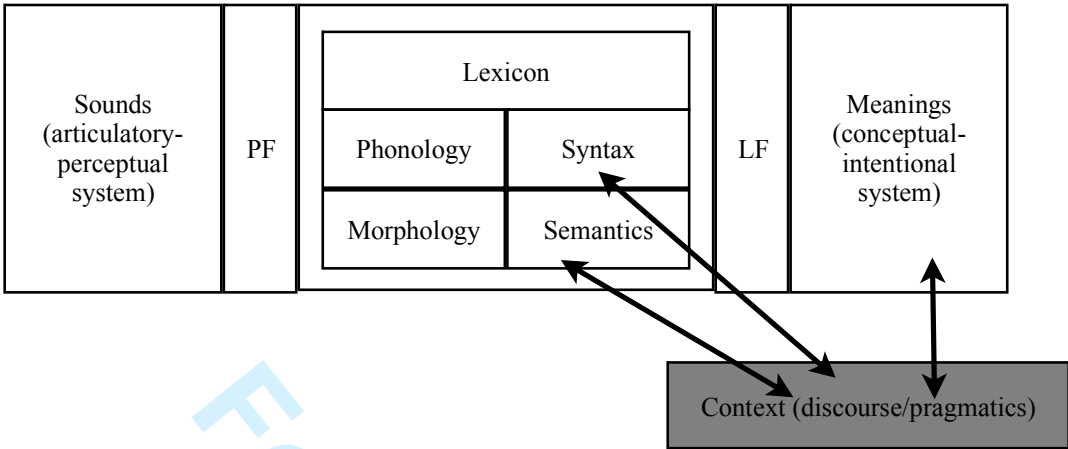 Sounds
(articulatory-
perceptual
system)
PF
Lexicon
Phonology
Syntax
Morphology
Semantics
LF
Meanings
(conceptual-
intentional
system)
Context (discourse/pragmatics)
F